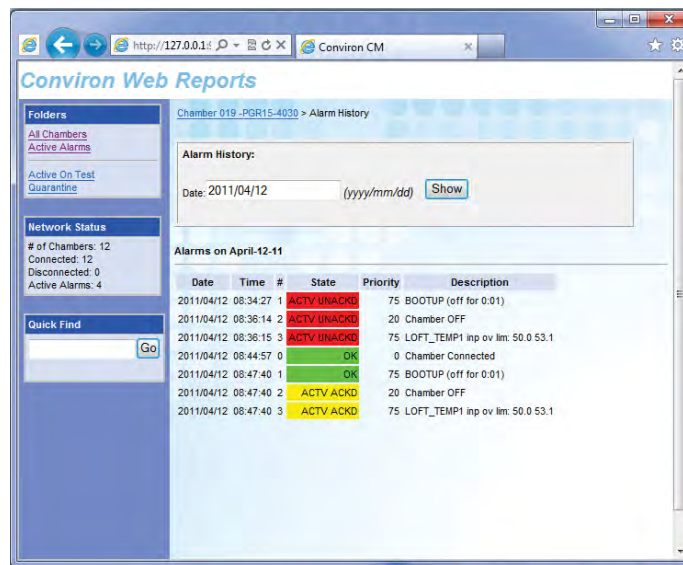 http://127.0.0.1:
Conviron CM
Conviron Web Reports
Folders
All Chambers
Active Alarms
Active On Test
Quarantine
Network Status
# of Chambers: 12
Connected: 12
Disconnected: 0
Active Alarms: 4
Quick Find
Go
Chamber 019 -PGR15-4030 > Alarm History
Alarm History:
Date: 2011/04/12 (yyyy/mm/dd) Show
Alarms on April-12-11
Date Time # State Priority Description
2011/04/12 08:34:27 1 ACTV UNACKD 75 BOOTUP (off for 0:01)
2011/04/12 08:36:14 2 ACTV UNACKD 20 Chamber OFF
2011/04/12 08:36:15 3 ACTV UNACKD 75 LOFT_TEMP1 inp ov lim: 50.0 53.1
2011/04/12 08:44:57 0 OK 0 Chamber Connected
2011/04/12 08:47:40 1 OK 75 BOOTUP (off for 0:01)
2011/04/12 08:47:40 2 ACTV ACKD 20 Chamber OFF
2011/04/12 08:47:40 3 ACTV ACKD 75 LOFT_TEMP1 inp ov lim: 50.0 53.1